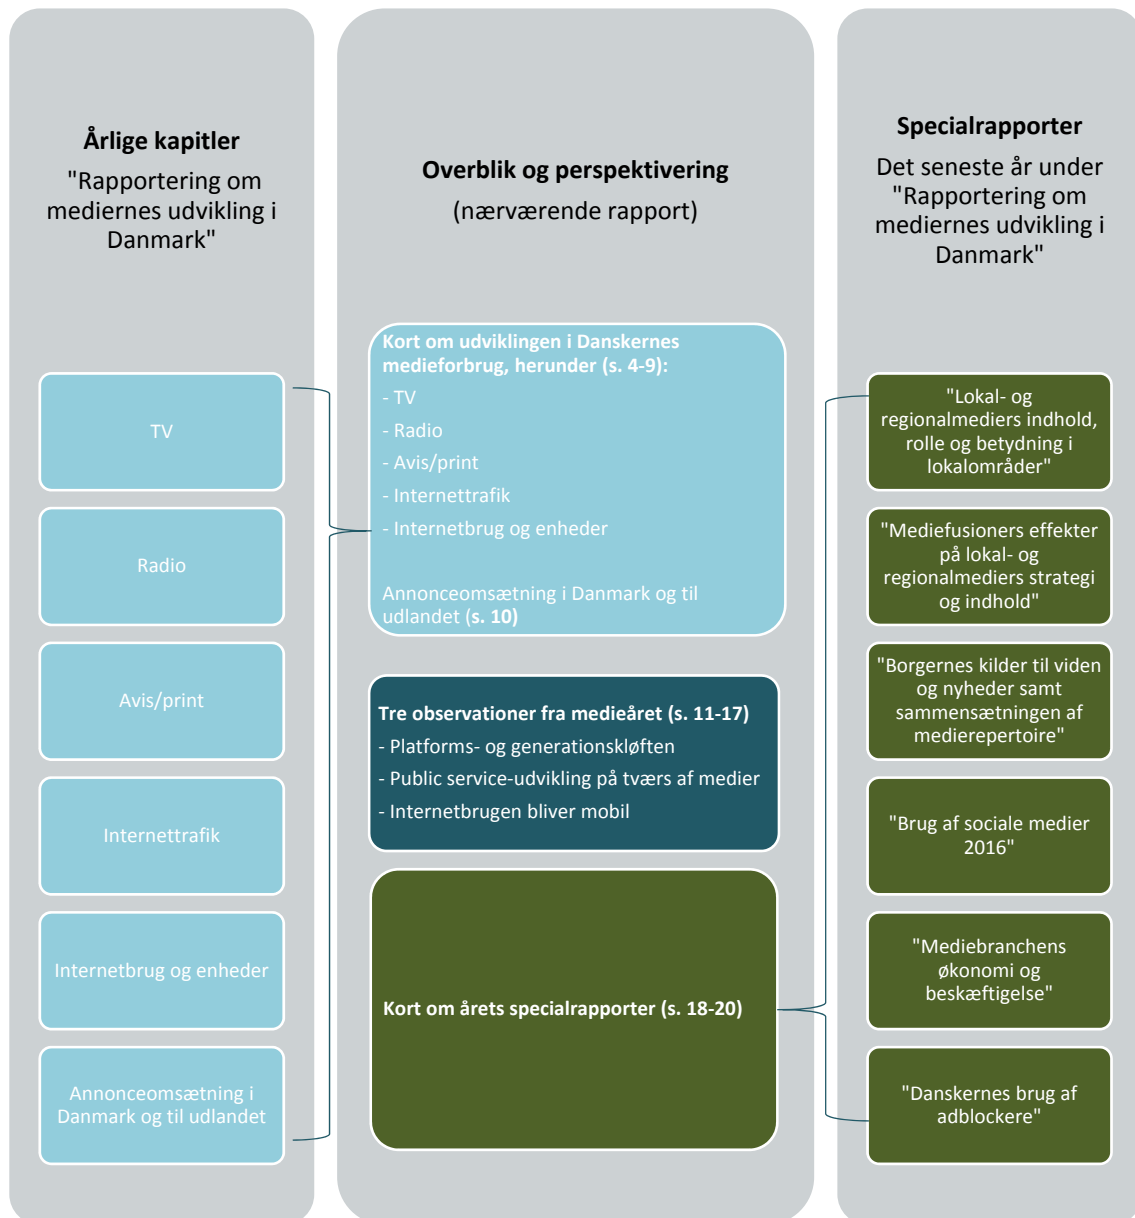 Årlige kapitler
"Rapportering om
mediernes udvikling i
Danmark"
TV
Radio
Avis/print
Internettrafik
Internetbrug og enheder
Annonceomsætning i
Danmark og til udlandet
Overblik og perspektivering
(nærværende rapport)
Kort om udviklingen i Danskernes
medieforbrug, herunder (s. 4-9):
- TV
- Radio
- Avis/print
- Internettrafik
- Internetbrug og enheder
Annonceomsætning i Danmark og til
udlandet (s. 10)
Tre observationer fra medieåret (s. 11-17)
- Platforms- og generationskløften
- Public service-udvikling på tværs af medier
- Internetbrugen bliver mobil
Kort om årets specialrapporter (s. 18-20)
Specialrapporter
Det seneste år under
"Rapportering om
mediernes udvikling i
Danmark"
"Lokal- og
regionalmediers indhold,
rolle og betydning i
lokalområder"
"Mediefusioners effekter
på lokal- og
regionalmediers strategi
og indhold"
"Borgernes kilder til viden
og nyheder samt
sammensætningen af
medierepertoire"
"Brug af sociale medier
2016"
"Mediebranchens
økonomi og
beskæftigelse"
"Danskernes brug af
adblockere"